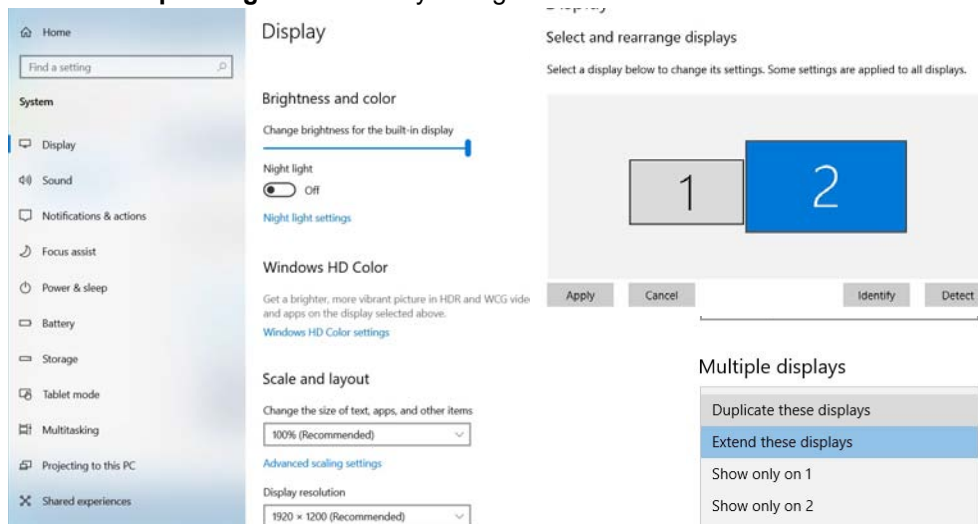 Home
Find a setting
System
Display
Sound
Notifications & actions
Focus assist
Power & sleep
Battery
Storage
Tablet mode
Multitasking
Projecting to this PC
Shared experiences
Display
Brightness and color
Change brightness for the built-in display
Night light
Off
Night light settings
Windows HD Color
Get a brighter, more vibrant picture in HDR and WCG vide
and apps on the display selected above.
Windows HD Color settings
Scale and layout
Change the size of text, apps, and other items
100% (Recommended)
Advanced scaling settings
Display resolution
1920 × 1200 (Recommended)
Select and rearrange displays
Select a display below to change its settings. Some settings are applied to all displays.
1
2
Apply Cancel Identify Detect
Multiple displays
Duplicate these displays
Extend these displays
Show only on 1
Show only on 2